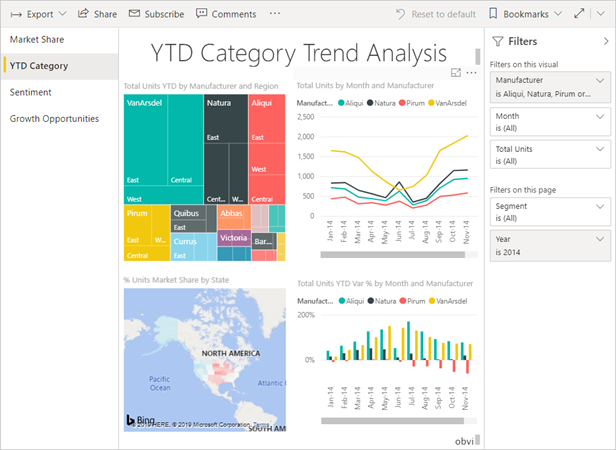 Export Share Subscribe Comments Reset to default Bookmarks
Market Share
YTD Category
Sentiment
Growth Opportunities
YTD Category Trend Analysis
Total Units YTD by Manufacturer and Region
VanArsdel Natura Aliqui
East
East Central West
West
Cent... W... Central
Pirum Quibus Abbas
East
East W... Victoria
Central Currus Bar...
East
Total Units by Month and Manufacturer
Manufact... Aliqui Natura Pirum VanArsdel
2,500
2,000
1,500
1,000
500
0
Jan-14 Feb-14 Mar-14 Apr-14 May-14 Jun-14 Jul-14 Aug-14 Sep-14 Oct-14 Nov-14
% Units Market Share by State
NORTH AMERICA
Pacific
Ocean
Atlantic
Bing
© 2019 HERE, © 2019 Microsoft Corporation, Terms
SOUTH AM
Total Units YTD Var % by Month and Manufacturer
Manufact... Aliqui Natura Pirum VanArsdel
200%
0%
Jan-14 Feb-14 Mar-14 Apr-14 May-14 Jun-14 Jul-14 Aug-14 Sep-14 Oct-14 Nov-14
obvi
Filters
Filters on this visual
Manufacturer
is Aliqui, Natura, Pirum or...
Month
is (All)
Total Units
is (All)
Filters on this page
Segment
is (All)
Year
is 2014